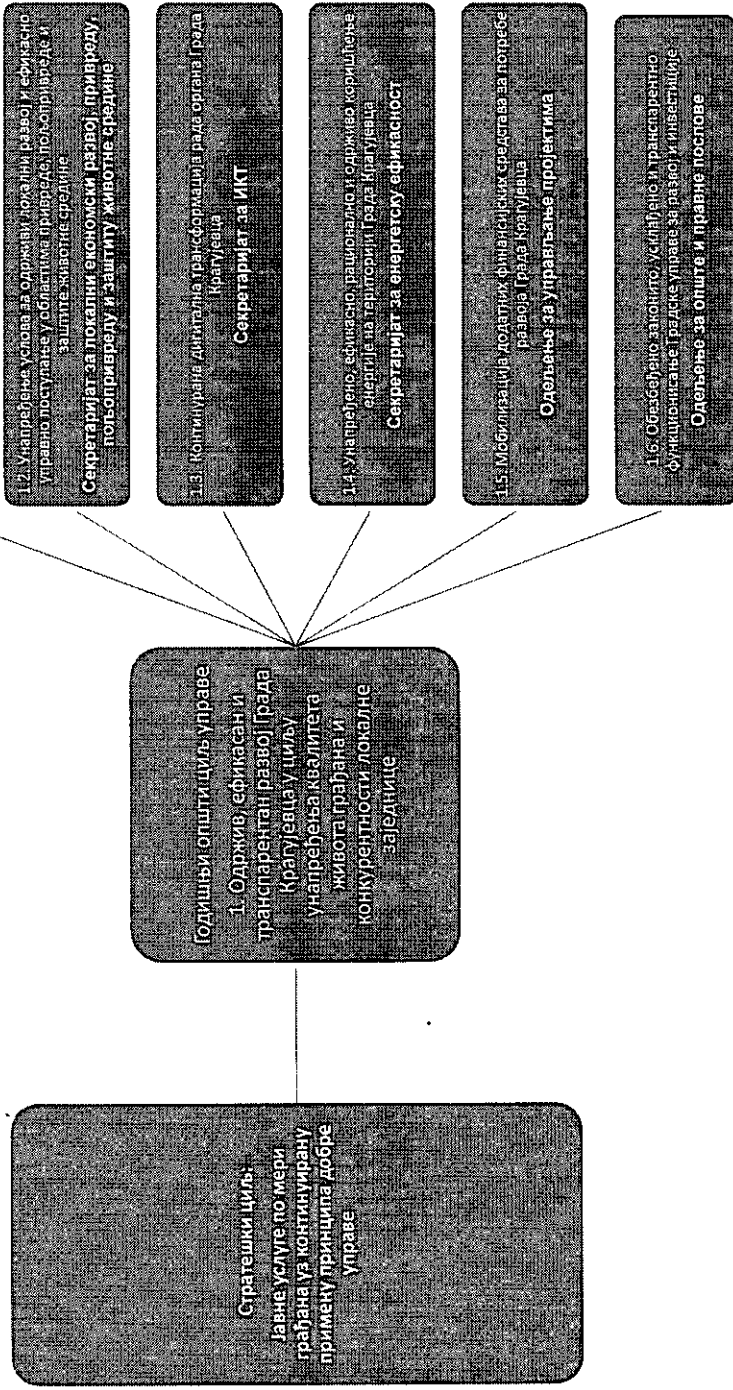 Стратешки циљ:
Јавне услуге по мери
грађана уз континуирану
примену принципа добре
управе
Годишњи општи циљ управе
1. Одржив, ефикасан и
транспарентан развој Града
Крагујевца у циљу
унапређења квалитета
живота грађана и
конкурентности локалне
заједнице
1.2. Унапређење услова за одрживи локални развој и ефикасно
управно поступање у областима привреде, пољопривреде и
заштите животне средине
Секретаријат за локални економски развој, привреду,
пољопривреду и заштиту животне средине
1.3. Континуирана дигитална трансформација рада органа Града
Крагујевца
Секретаријат за ИКТ
1.4. Унапређено, ефикасно, рационално и одрживо коришћење
енергије на територији Града Крагујевца
Секретаријат за енергетску ефикасност
1.5. Мобилизација додатних финансијских средстава за потребе
развоја Града Крагујевца
Одељење за управљање пројектима
1.6. Обезбеђено законито, усклађено и транспарентно
функционисање Градске управе за развој и инвестиције
Одељење за опште и правне послове